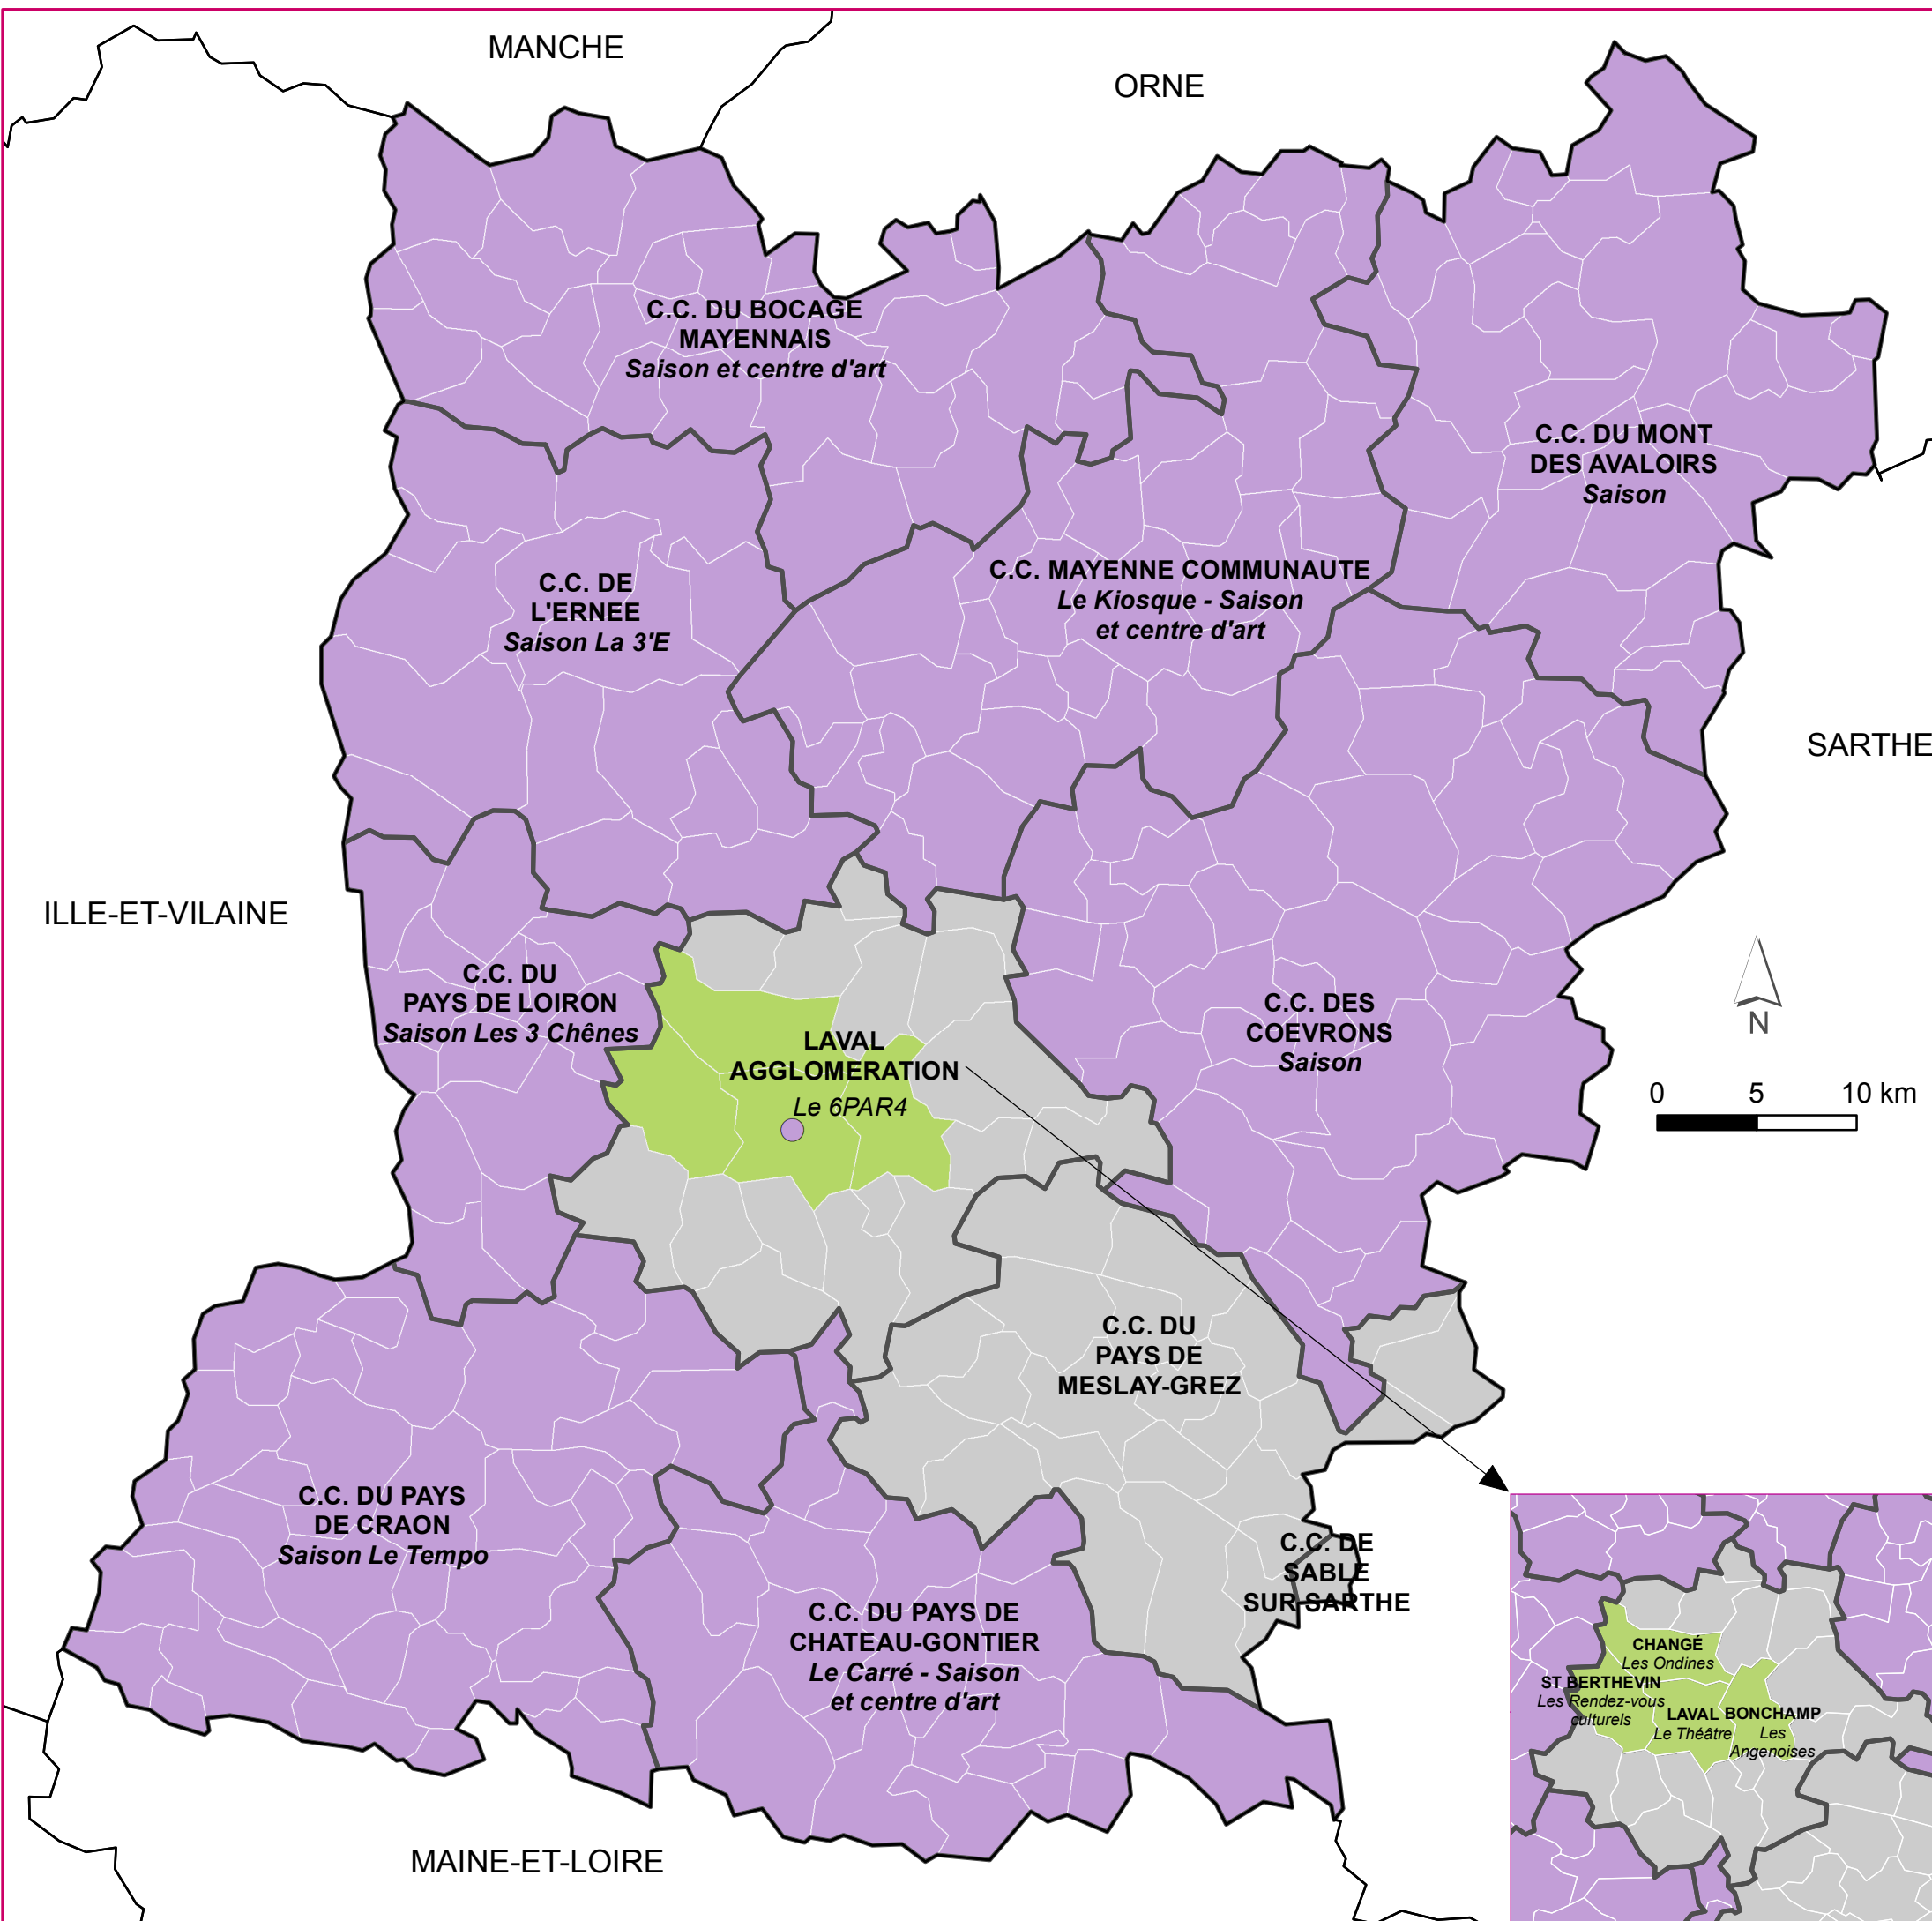 MANCHE
ORNE
C.C. DU BOCAGE
MAYENNAIS
Saison et centre d'art
C.C. DU MONT
DES AVALOIRS
Saison
C.C. DE
L'ERNEE
Saison La 3'E
C.C. MAYENNE COMMUNAUTE
Le Kiosque - Saison
et centre d'art
SARTHE
ILLE-ET-VILAINE
C.C. DU
PAYS DE LOIRON
Saison Les 3 Chênes
LAVAL
AGGLOMERATION
Le 6PAR4
C.C. DES
COEVRONS
Saison
N
0 5 10 km
C.C. DU
PAYS DE
MESLAY-GREZ
C.C. DU PAYS
DE CRAON
Saison Le Tempo
C.C. DE
SABLE
SUR SARTHE
C.C. DU PAYS DE
CHATEAU-GONTIER
Le Carré - Saison
et centre d'art
CHANGÉ
Les Ondines
ST BERTHEVIN
Les Rendez-vous
culturels
LAVAL
Le Théâtre
BONCHAMP
Les
Angenoises
MAINE-ET-LOIRE